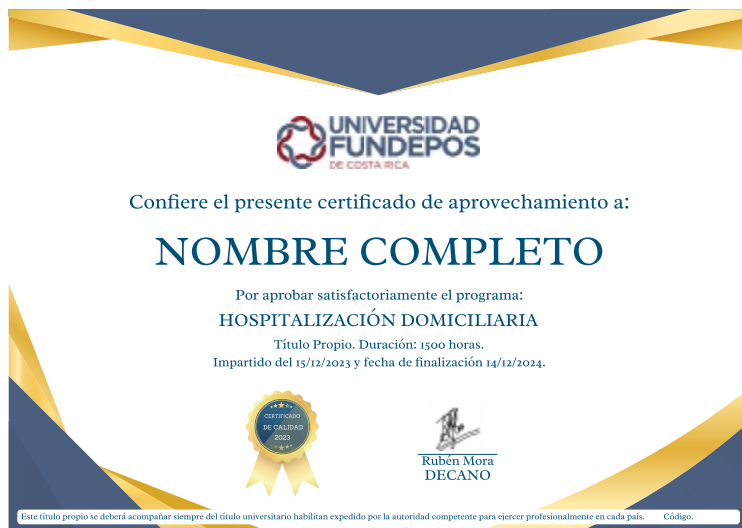 UNIVERSIDAD
FUNDEPOS
DE COSTA RICA
Confiere el presente certificado de aprovechamiento a:
NOMBRE COMPLETO
Por aprobar satisfactoriamente el programa:
HOSPITALIZACIÓN DOMICILIARIA
Título Propio. Duración: 1500 horas.
Impartido del 15/12/2023 y fecha de finalización 14/12/2024.
CERTIFICADO
DE CALIDAD
2023
Rubén Mora
DECANO
Este título propio se deberá acompañar siempre del título universitario habilitan expedido por la autoridad competente para ejercer profesionalmente en cada país. Código.